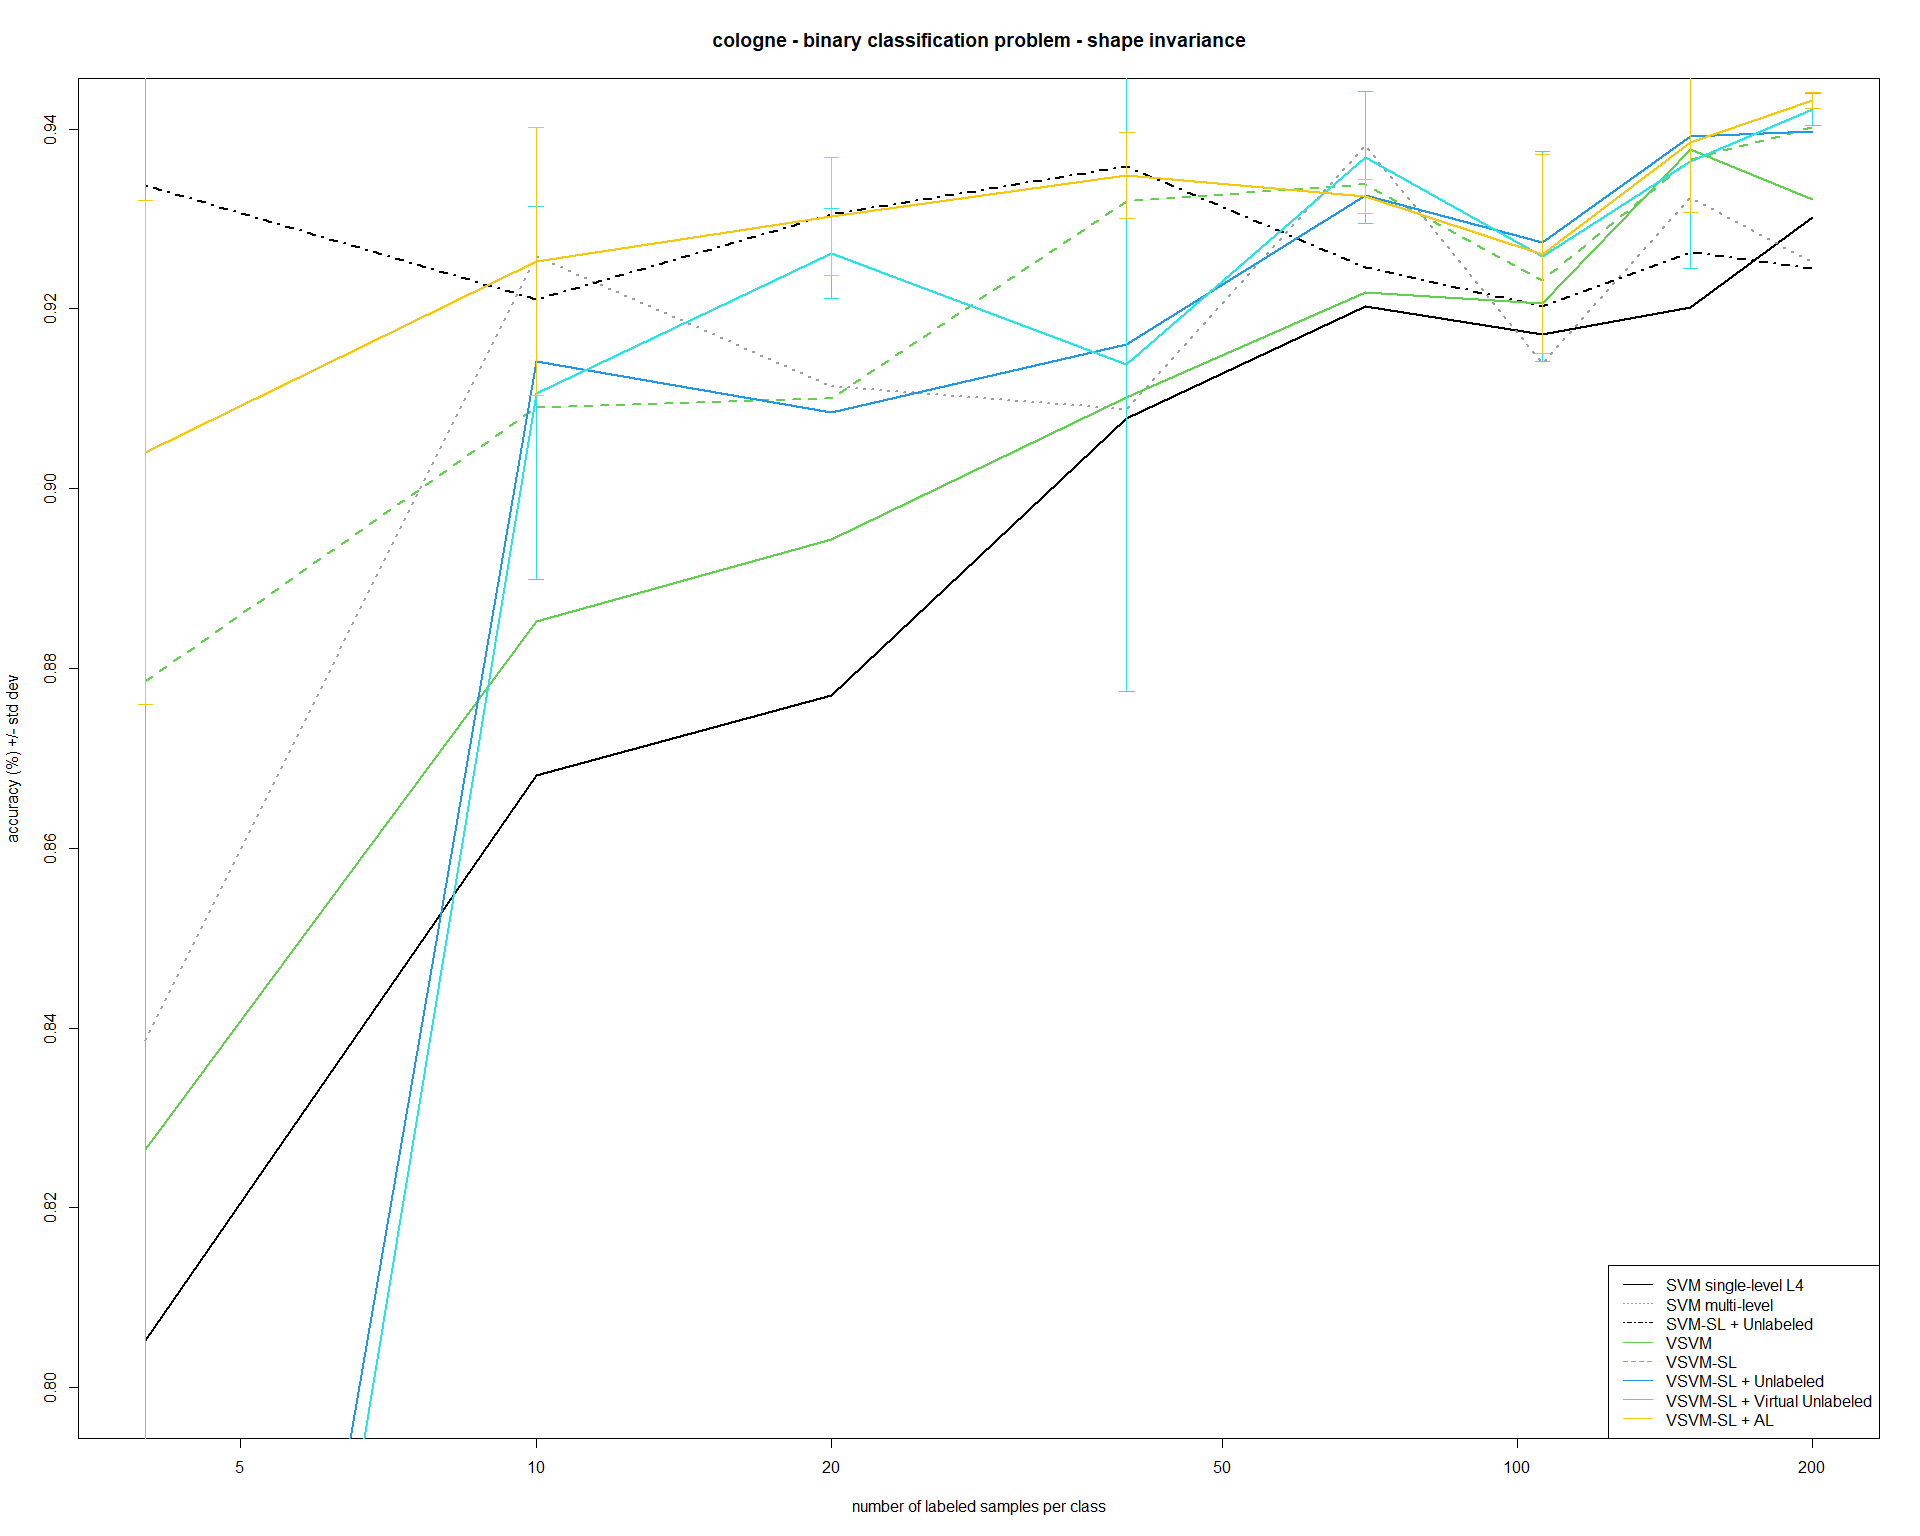 cologne - binary classification problem - shape invariance
accuracy (%) +/- std dev
0.94
0.92
0.90
0.88
0.86
0.84
0.82
0.80
SVM single-level L4
SVM multi-level
SVM-SL + Unlabeled
VSVM
VSVM-SL
VSVM-SL + Unlabeled
VSVM-SL + Virtual Unlabeled
VSVM-SL + AL
5 10 20 50 100 200
number of labeled samples per class